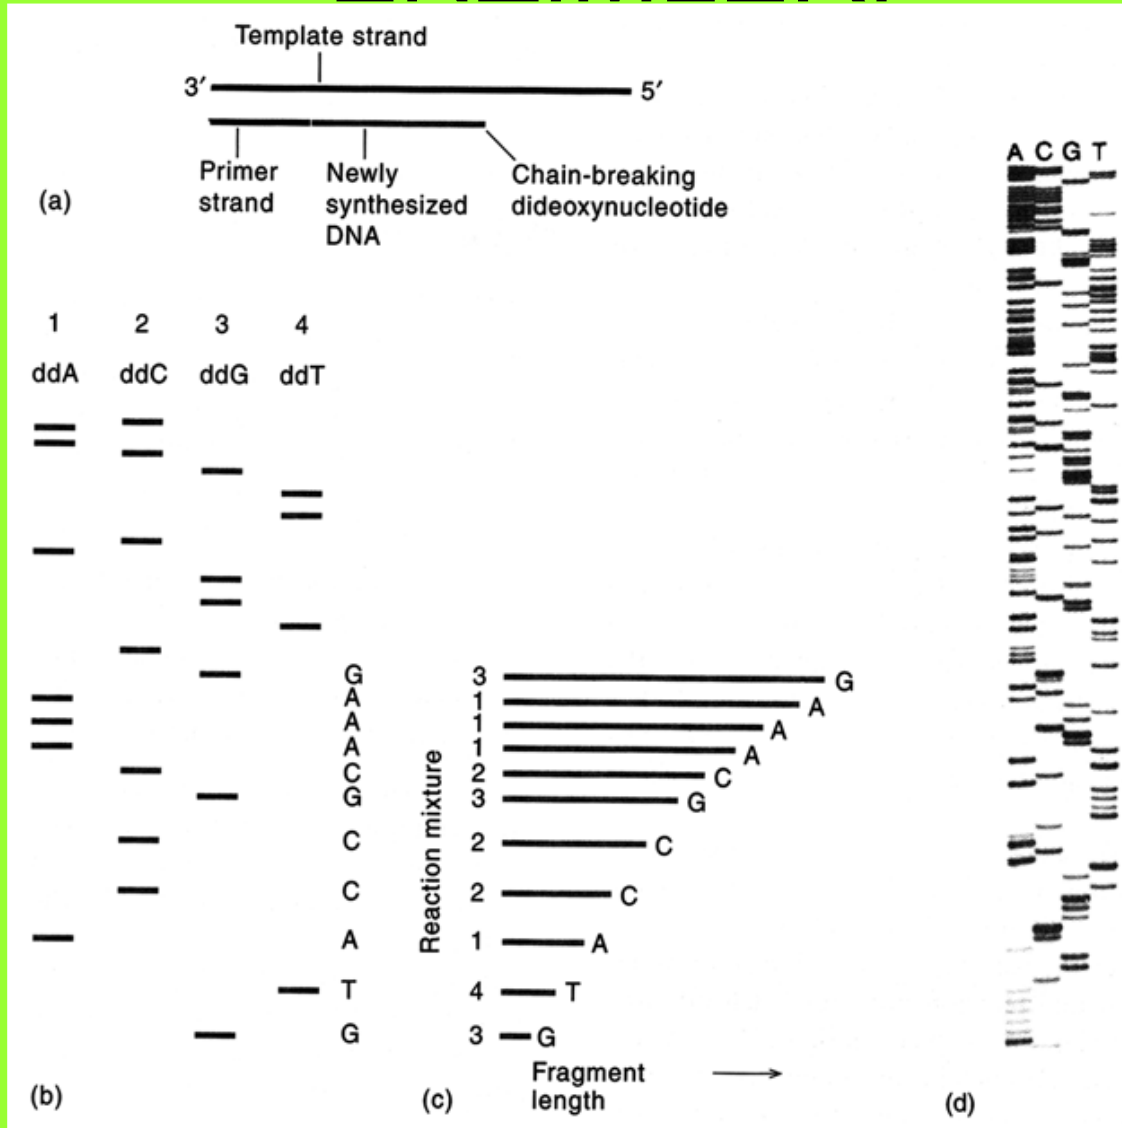 Template strand
3′ 5′
Primer strand
Newly synthesized DNA
Chain-breaking dideoxynucleotide
(a)
A C G T
1 2 3 4
ddA ddC ddG ddT
G
A
A
A
C
G
C
C
A
T
G
Reaction mixture
3 G
1 A
1 A
1 A
2 C
3 G
2 C
2 C
1 A
4 T
3 G
Fragment length
(b)
(c)
(d)